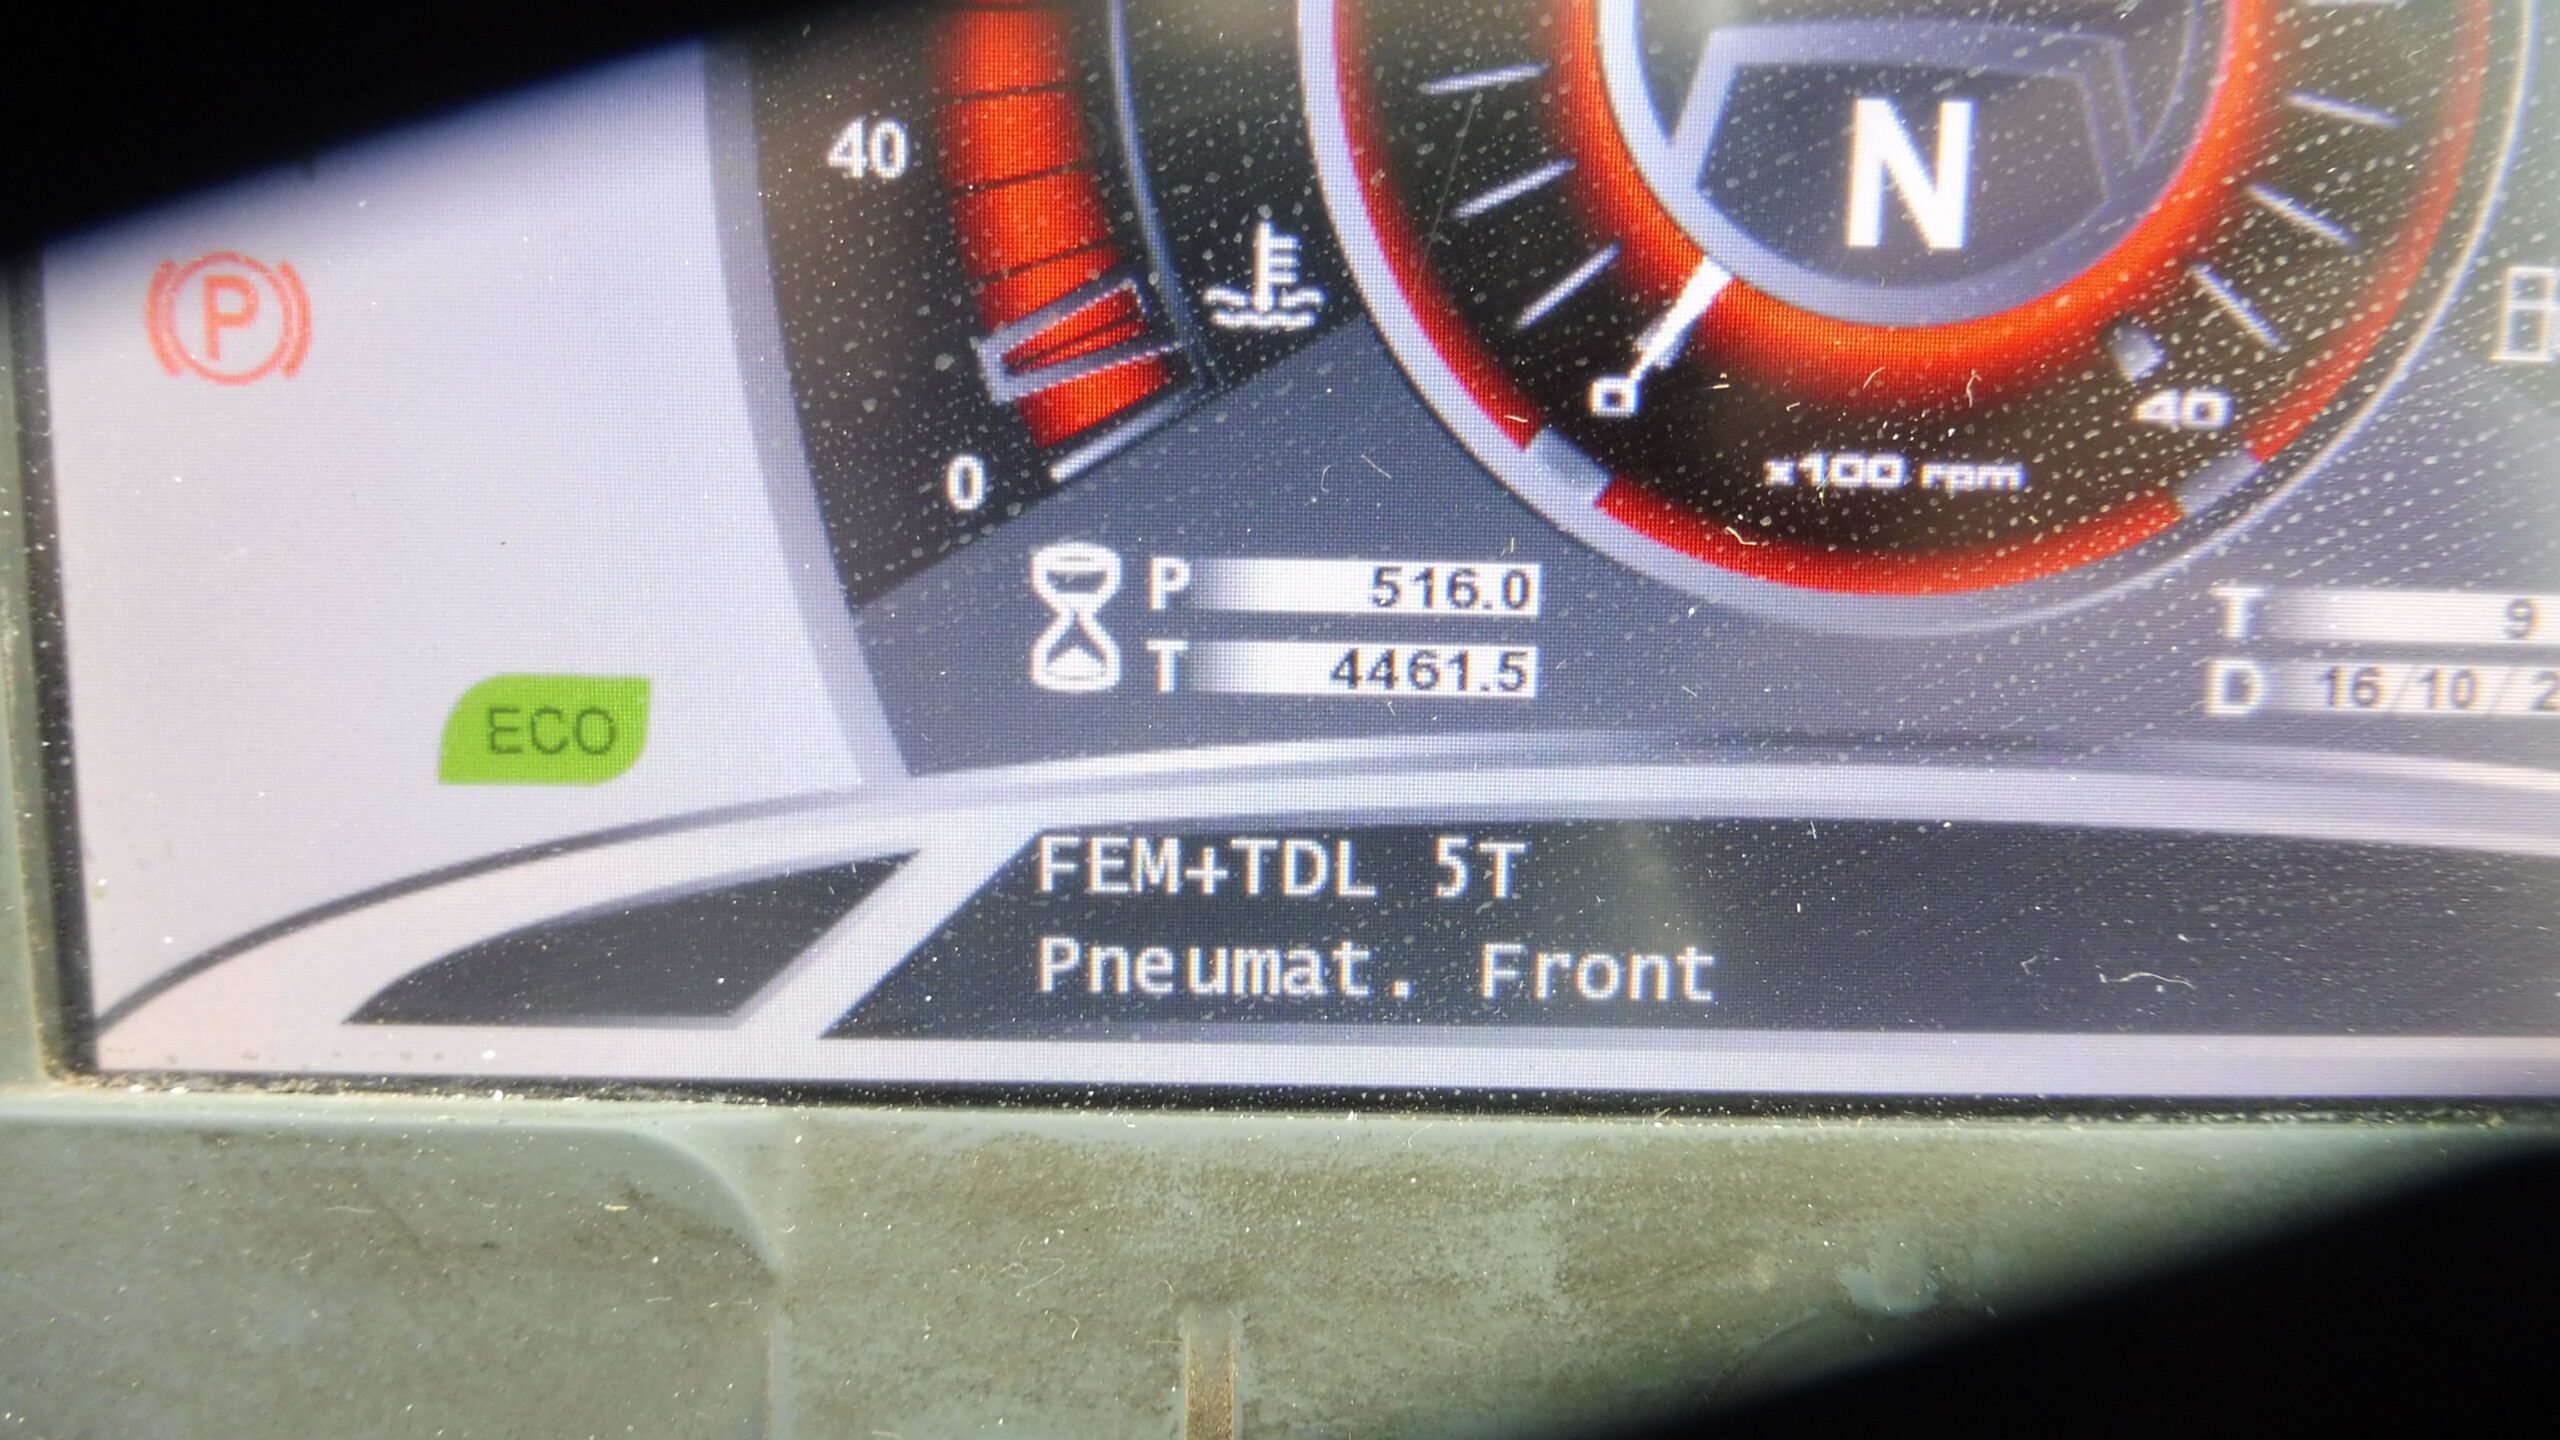 40
N
P
0
0
40
x100 rpm
P 516.0
T 4461.5
T 9
D 16/10/2
ECO
FEM+TDL 5T
Pneumat. Front